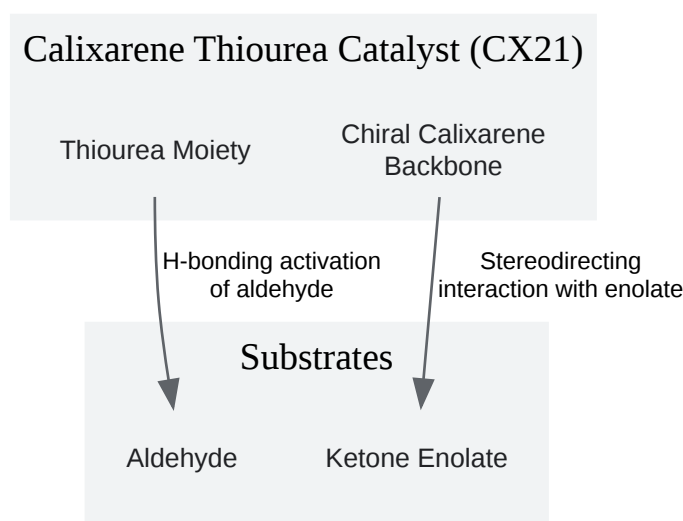 Calixarene Thiourea Catalyst (CX21)
Thiourea Moiety
Chiral Calixarene
Backbone
H-bonding activation
of aldehyde
Stereodirecting
interaction with enolate
Substrates
Aldehyde
Ketone Enolate